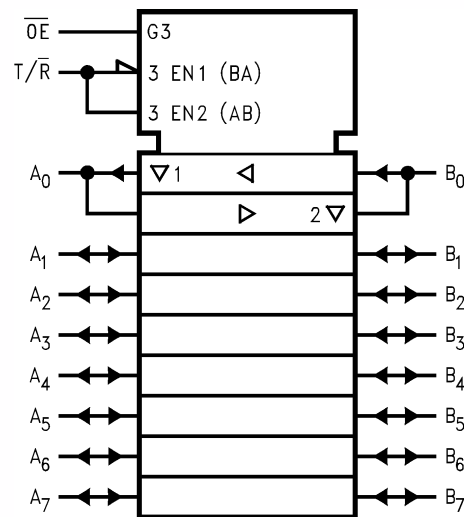 O̅E̅ G3
T/R̅ 3 EN1 (BA)
3 EN2 (AB)
A₀ ▽ 1 ◁ B₀
▷ 2 ▽
A₁ B₁
A₂ B₂
A₃ B₃
A₄ B₄
A₅ B₅
A₆ B₆
A₇ B₇